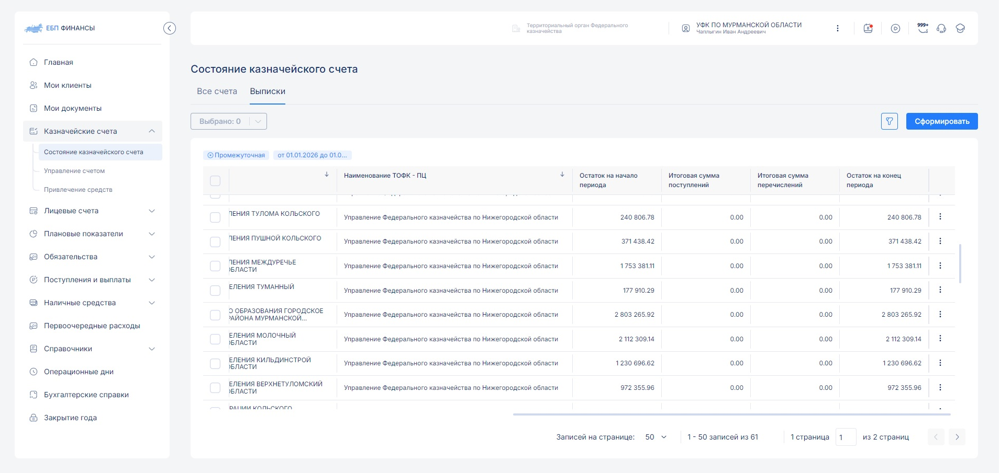 ЕБП ФИНАНСЫ
Территориальный орган Федерального
казначейства
УФК ПО МУРМАНСКОЙ ОБЛАСТИ
Чаплыгин Иван Андреевич
8
999+
Главная
Мои клиенты
Мои документы
Казначейские счета
Состояние казначейского счета
Управление счетом
Привлечение средств
Лицевые счета
Плановые показатели
Обязательства
Поступления и выплаты
Наличные средства
Первоочередные расходы
Справочники
Операционные дни
Бухгалтерские справки
Закрытие года
Состояние казначейского счета
Все счета Выписки
Выбрано: 0
Сформировать
Промежуточная от 01.01.2026 до 01.0...
Наименование ТОФК - ПЦ
Остаток на начало
периода
Итоговая сумма
поступлений
Итоговая сумма
перечислений
Остаток на конец
периода
ЛЕНИЯ ТУЛОМА КОЛЬСКОГО
Управление Федерального казначейства по Нижегородской области 240 806.78 0.00 0.00 240 806.78
ЛЕНИЯ ПУШНОЙ КОЛЬСКОГО
Управление Федерального казначейства по Нижегородской области 371 438.42 0.00 0.00 371 438.42
ЛЕНИЯ МЕЖДУРЕЧЬЕ
ОБЛАСТИ
Управление Федерального казначейства по Нижегородской области 1 753 381.11 0.00 0.00 1 753 381.11
ЕЛЕНИЯ ТУМАННЫЙ
Управление Федерального казначейства по Нижегородской области 177 910.29 0.00 0.00 177 910.29
О ОБРАЗОВАНИЯ ГОРОДСКОЕ
РАЙОНА МУРМАНСКОЙ...
Управление Федерального казначейства по Нижегородской области 2 803 265.92 0.00 0.00 2 803 265.92
ЕЛЕНИЯ МОЛОЧНЫЙ
ОБЛАСТИ
Управление Федерального казначейства по Нижегородской области 2 112 309.14 0.00 0.00 2 112 309.14
ЕЛЕНИЯ КИЛЬДИНСТРОЙ
ОБЛАСТИ
Управление Федерального казначейства по Нижегородской области 1 230 696.62 0.00 0.00 1 230 696.62
ЕЛЕНИЯ ВЕРХНЕТУЛОМСКИЙ
ОБЛАСТИ
Управление Федерального казначейства по Нижегородской области 972 355.96 0.00 0.00 972 355.96
РАЦИИ КОЛЬСКОГО
Записей на странице: 50 1 - 50 записей из 61 1 страница 1 из 2 страниц